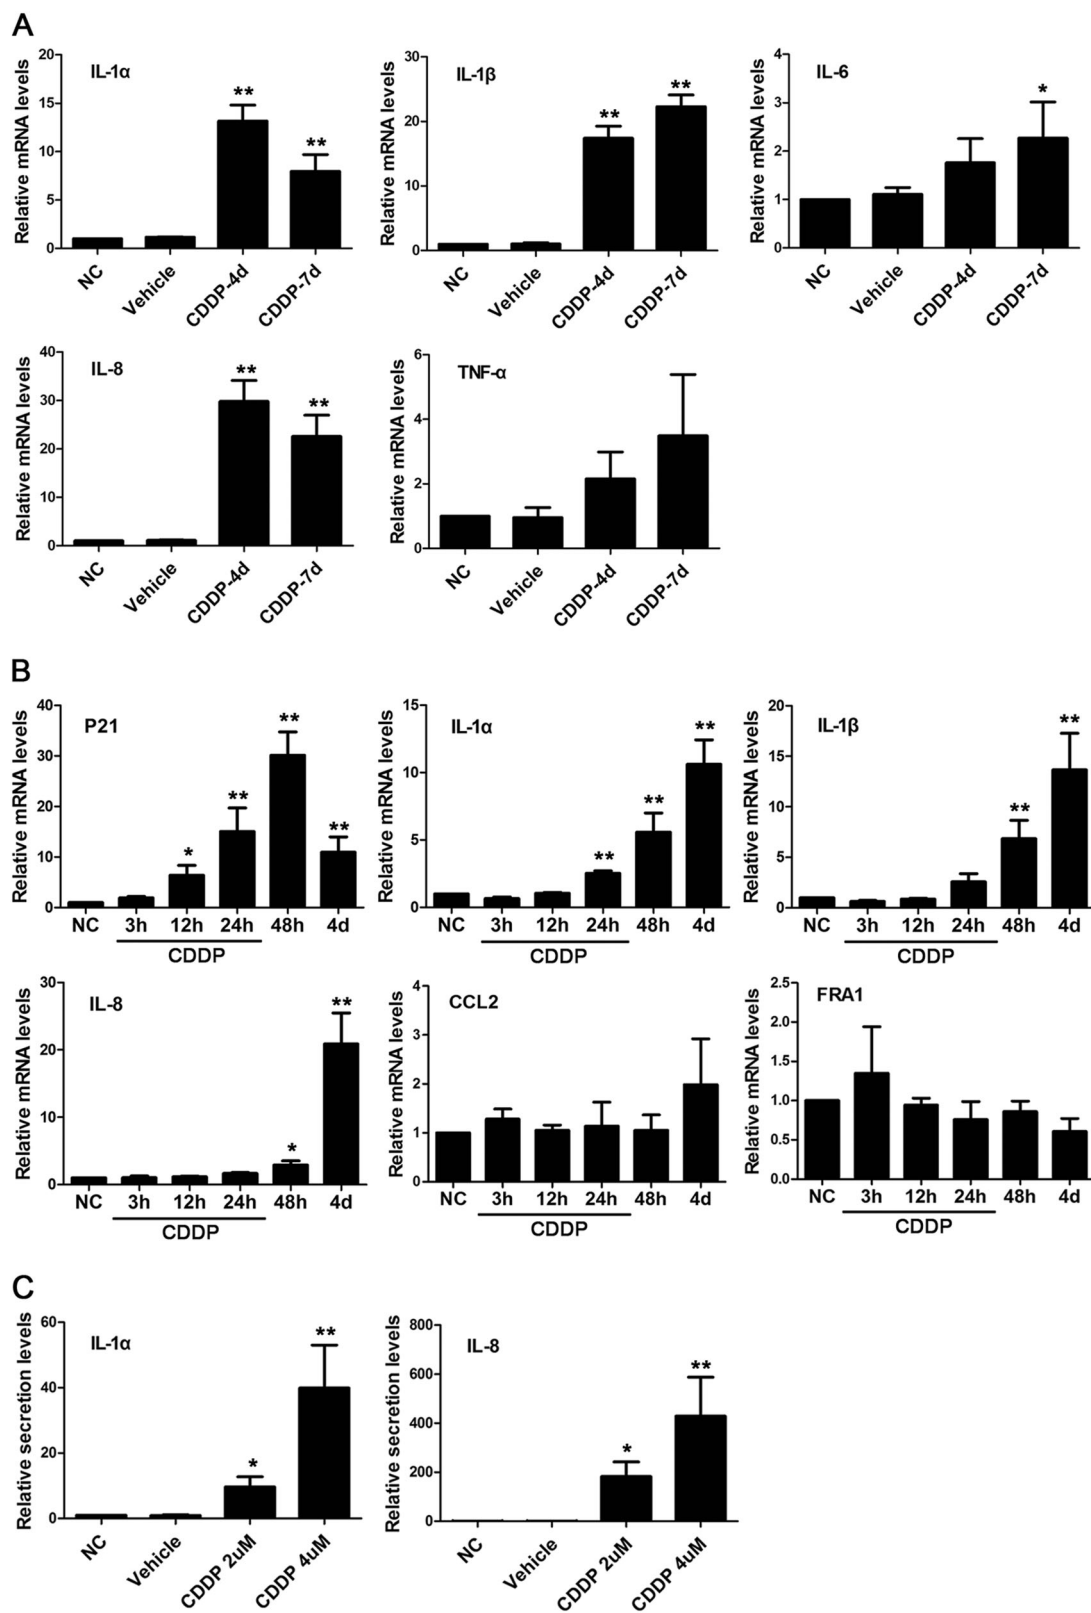 A
IL-1α
Relative mRNA levels
20
15
10
5
0
**
**
NC
Vehicle
CDDP-4d
CDDP-7d
IL-1β
Relative mRNA levels
30
20
10
0
**
**
NC
Vehicle
CDDP-4d
CDDP-7d
IL-6
Relative mRNA levels
4
3
2
1
0
*
NC
Vehicle
CDDP-4d
CDDP-7d
IL-8
Relative mRNA levels
40
30
20
10
0
**
**
NC
Vehicle
CDDP-4d
CDDP-7d
TNF-α
Relative mRNA levels
6
4
2
0
NC
Vehicle
CDDP-4d
CDDP-7d
B
P21
Relative mRNA levels
40
30
20
10
0
*
**
**
**
NC 3h 12h 24h 48h 4d
CDDP
IL-1α
Relative mRNA levels
15
10
5
0
**
**
**
NC 3h 12h 24h 48h 4d
CDDP
IL-1β
Relative mRNA levels
20
15
10
5
0
**
**
NC 3h 12h 24h 48h 4d
CDDP
IL-8
Relative mRNA levels
30
20
10
0
*
**
NC 3h 12h 24h 48h 4d
CDDP
CCL2
Relative mRNA levels
4
3
2
1
0
NC 3h 12h 24h 48h 4d
CDDP
FRA1
Relative mRNA levels
2.5
2.0
1.5
1.0
0.5
0.0
NC 3h 12h 24h 48h 4d
CDDP
C
IL-1α
Relative secretion levels
60
40
20
0
*
**
NC
Vehicle
CDDP 2uM
CDDP 4uM
IL-8
Relative secretion levels
800
600
400
200
0
*
**
NC
Vehicle
CDDP 2uM
CDDP 4uM